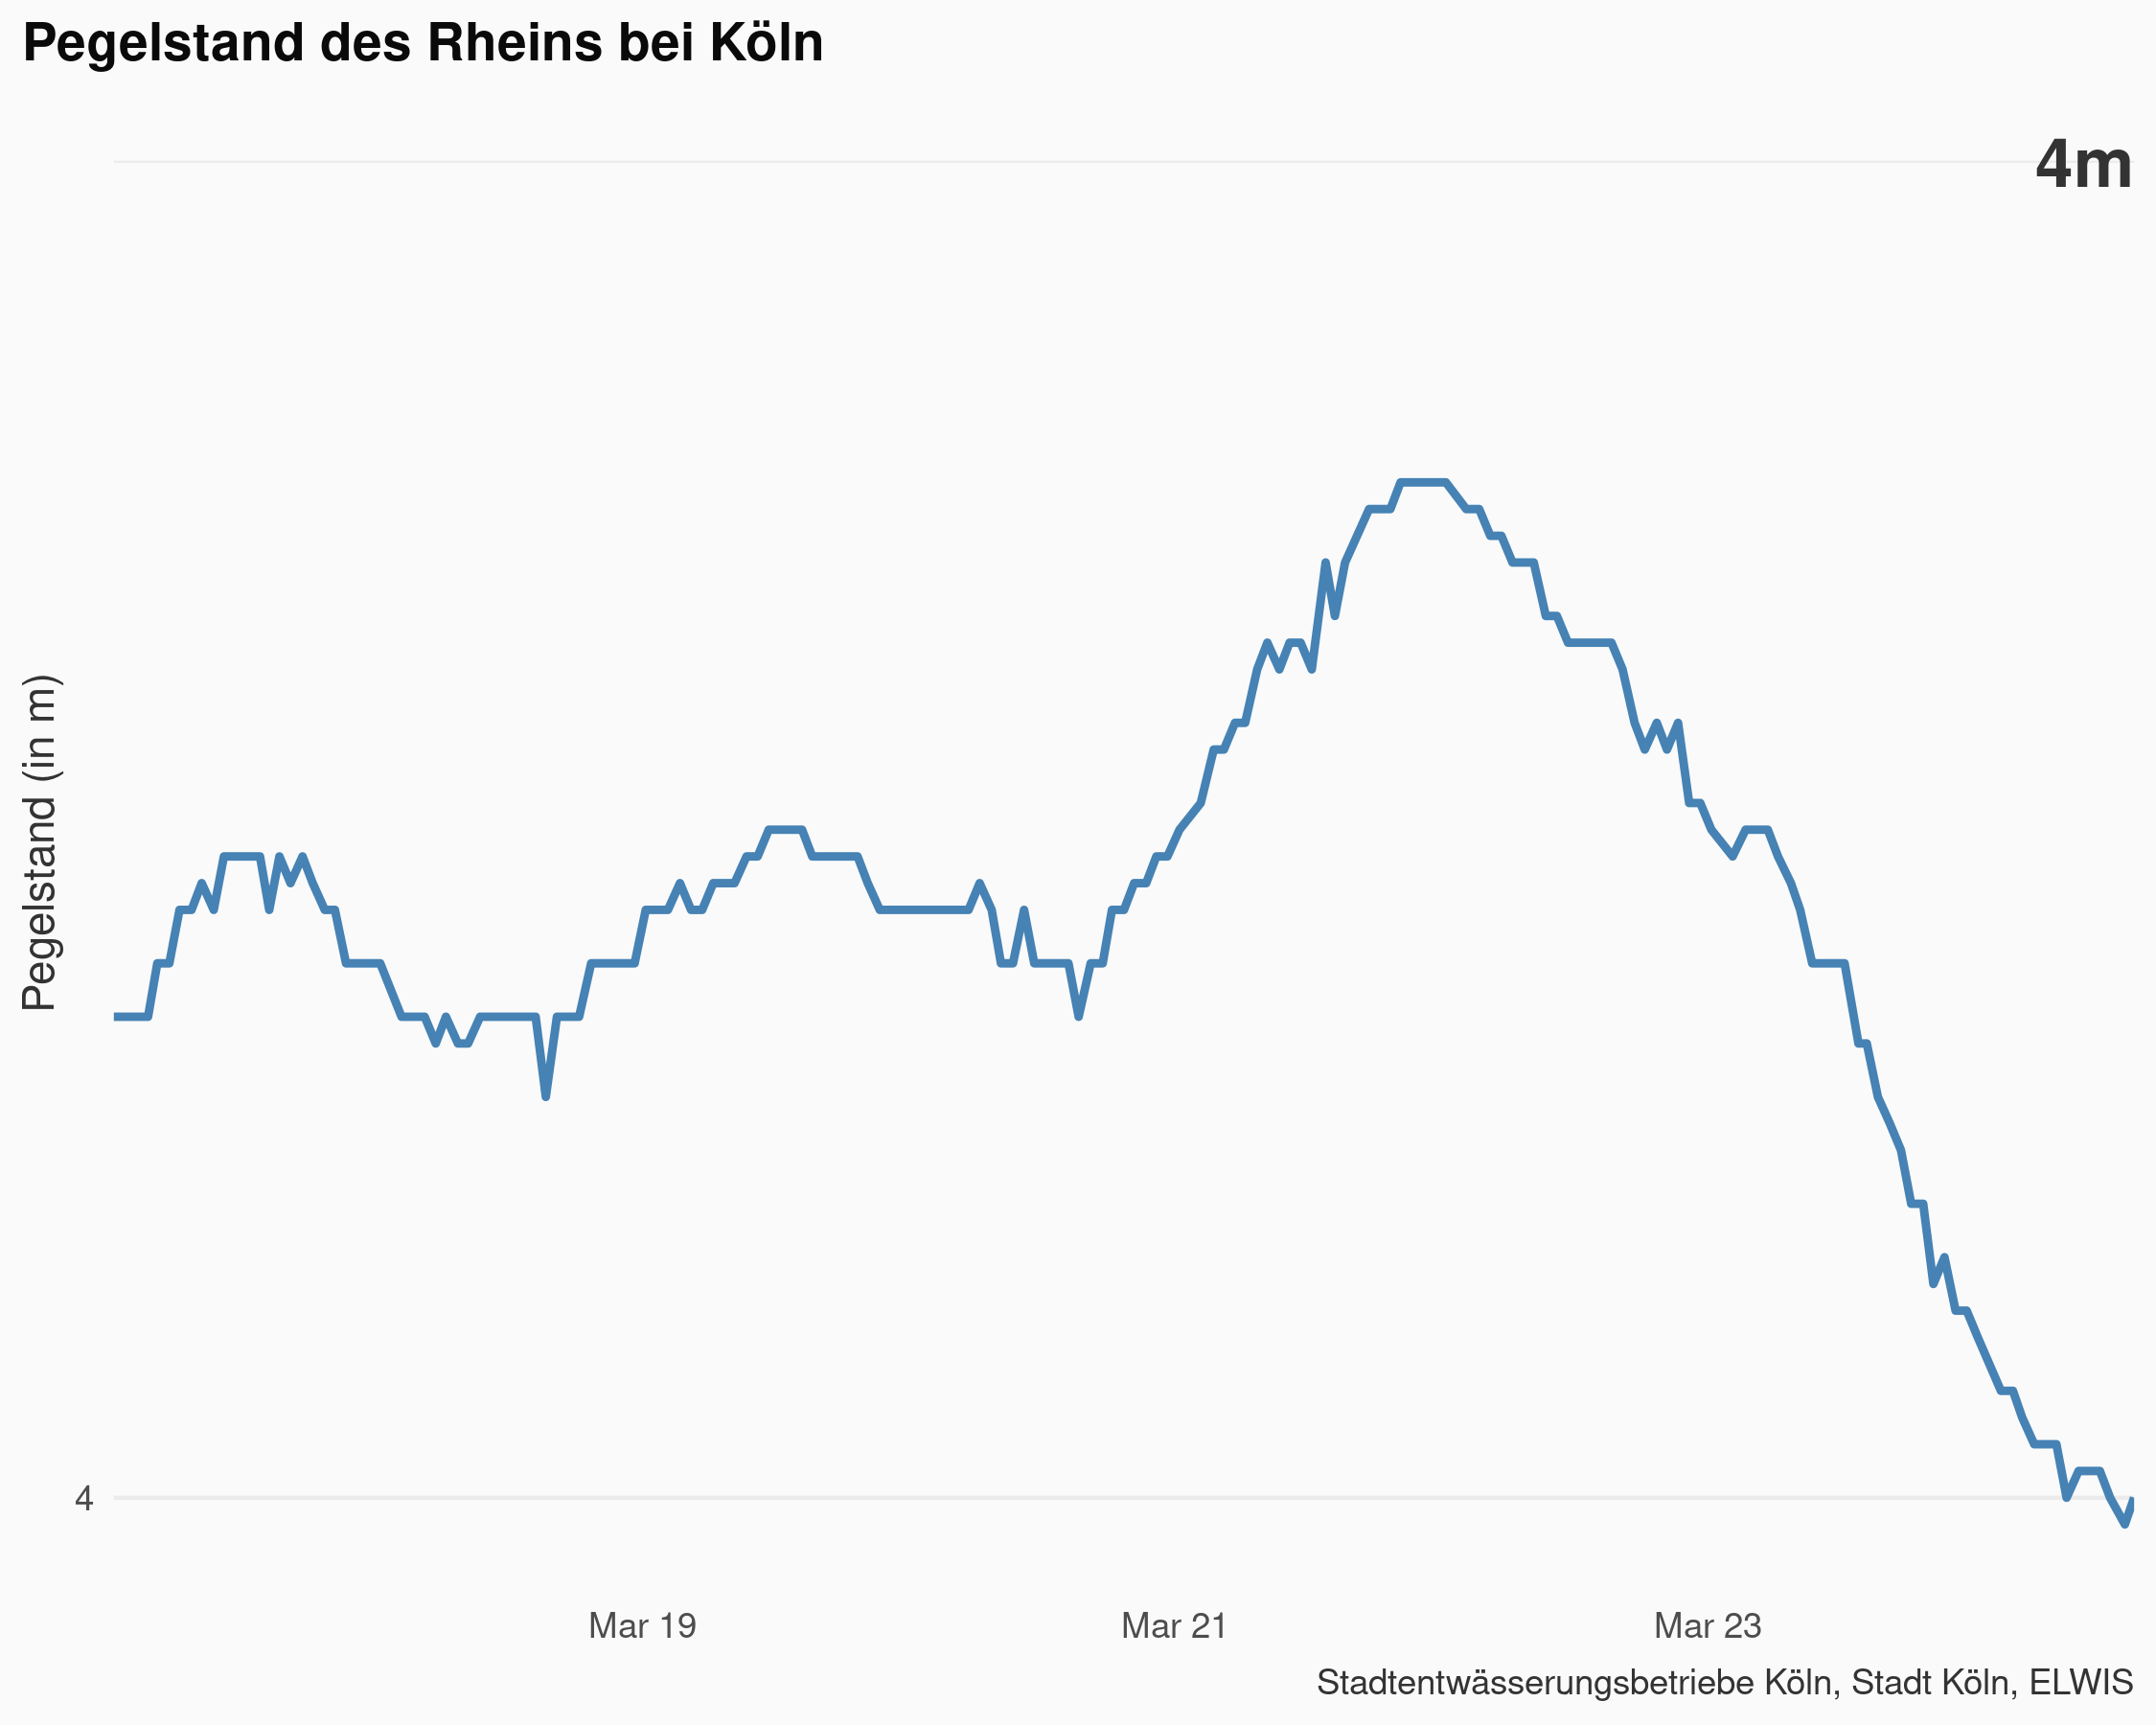 Pegelstand des Rheins bei Köln
4m
Pegelstand (in m)
4
Mar 19
Mar 21
Mar 23
Stadtentwässerungsbetriebe Köln, Stadt Köln, ELWIS